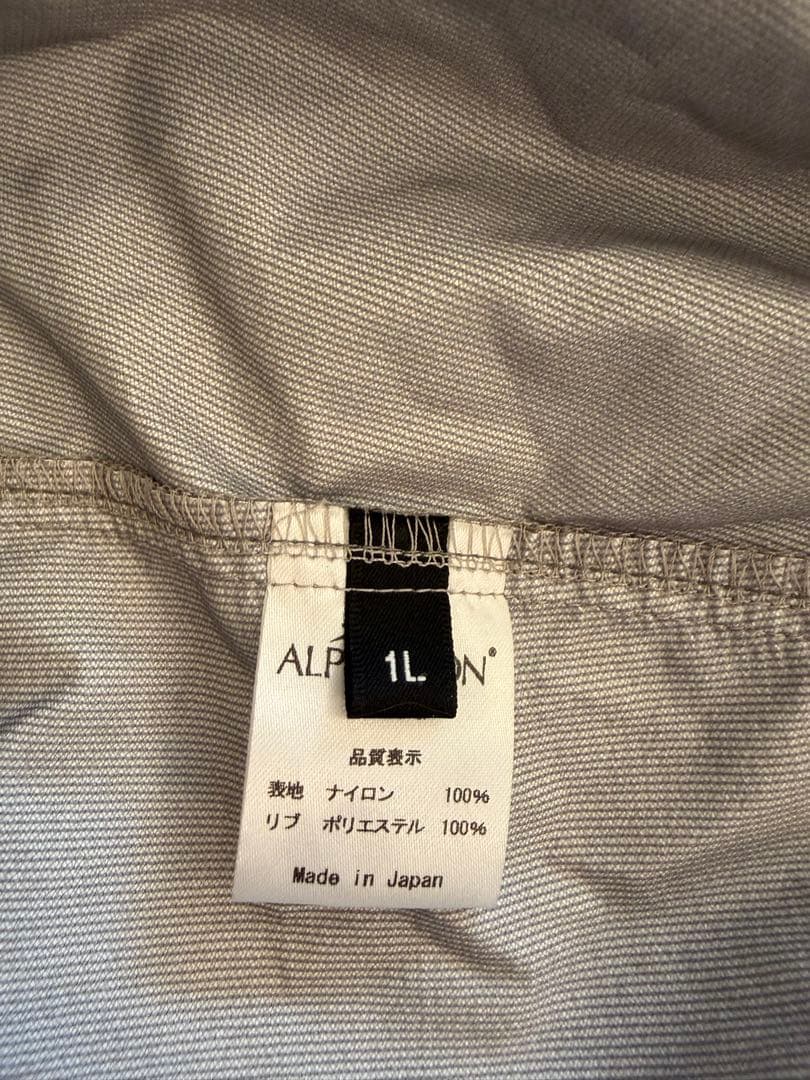 1L
品質表示
表地 ナイロン 100%
リブ ポリエステル 100%
Made in Japan